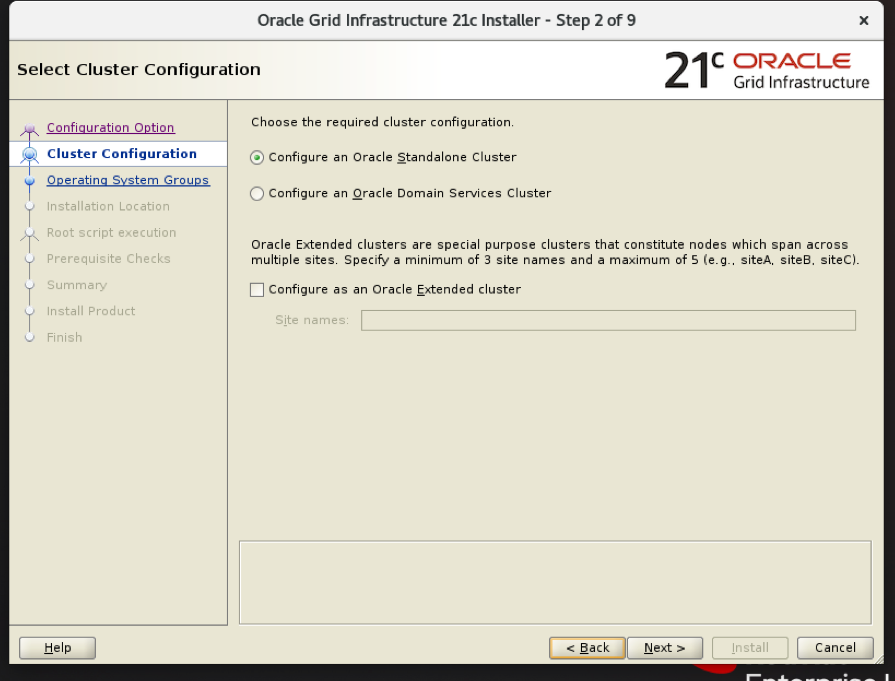 Oracle Grid Infrastructure 21c Installer - Step 2 of 9
x
Select Cluster Configuration
21c ORACLE
Grid Infrastructure
Configuration Option
Cluster Configuration
Operating System Groups
Installation Location
Root script execution
Prerequisite Checks
Summary
Install Product
Finish
Choose the required cluster configuration.
Configure an Oracle Standalone Cluster
Configure an Oracle Domain Services Cluster
Oracle Extended clusters are special purpose clusters that constitute nodes which span across
multiple sites. Specify a minimum of 3 site names and a maximum of 5 (e.g., siteA, siteB, siteC).
Configure as an Oracle Extended cluster
Site names:
Help
< Back
Next >
Install
Cancel